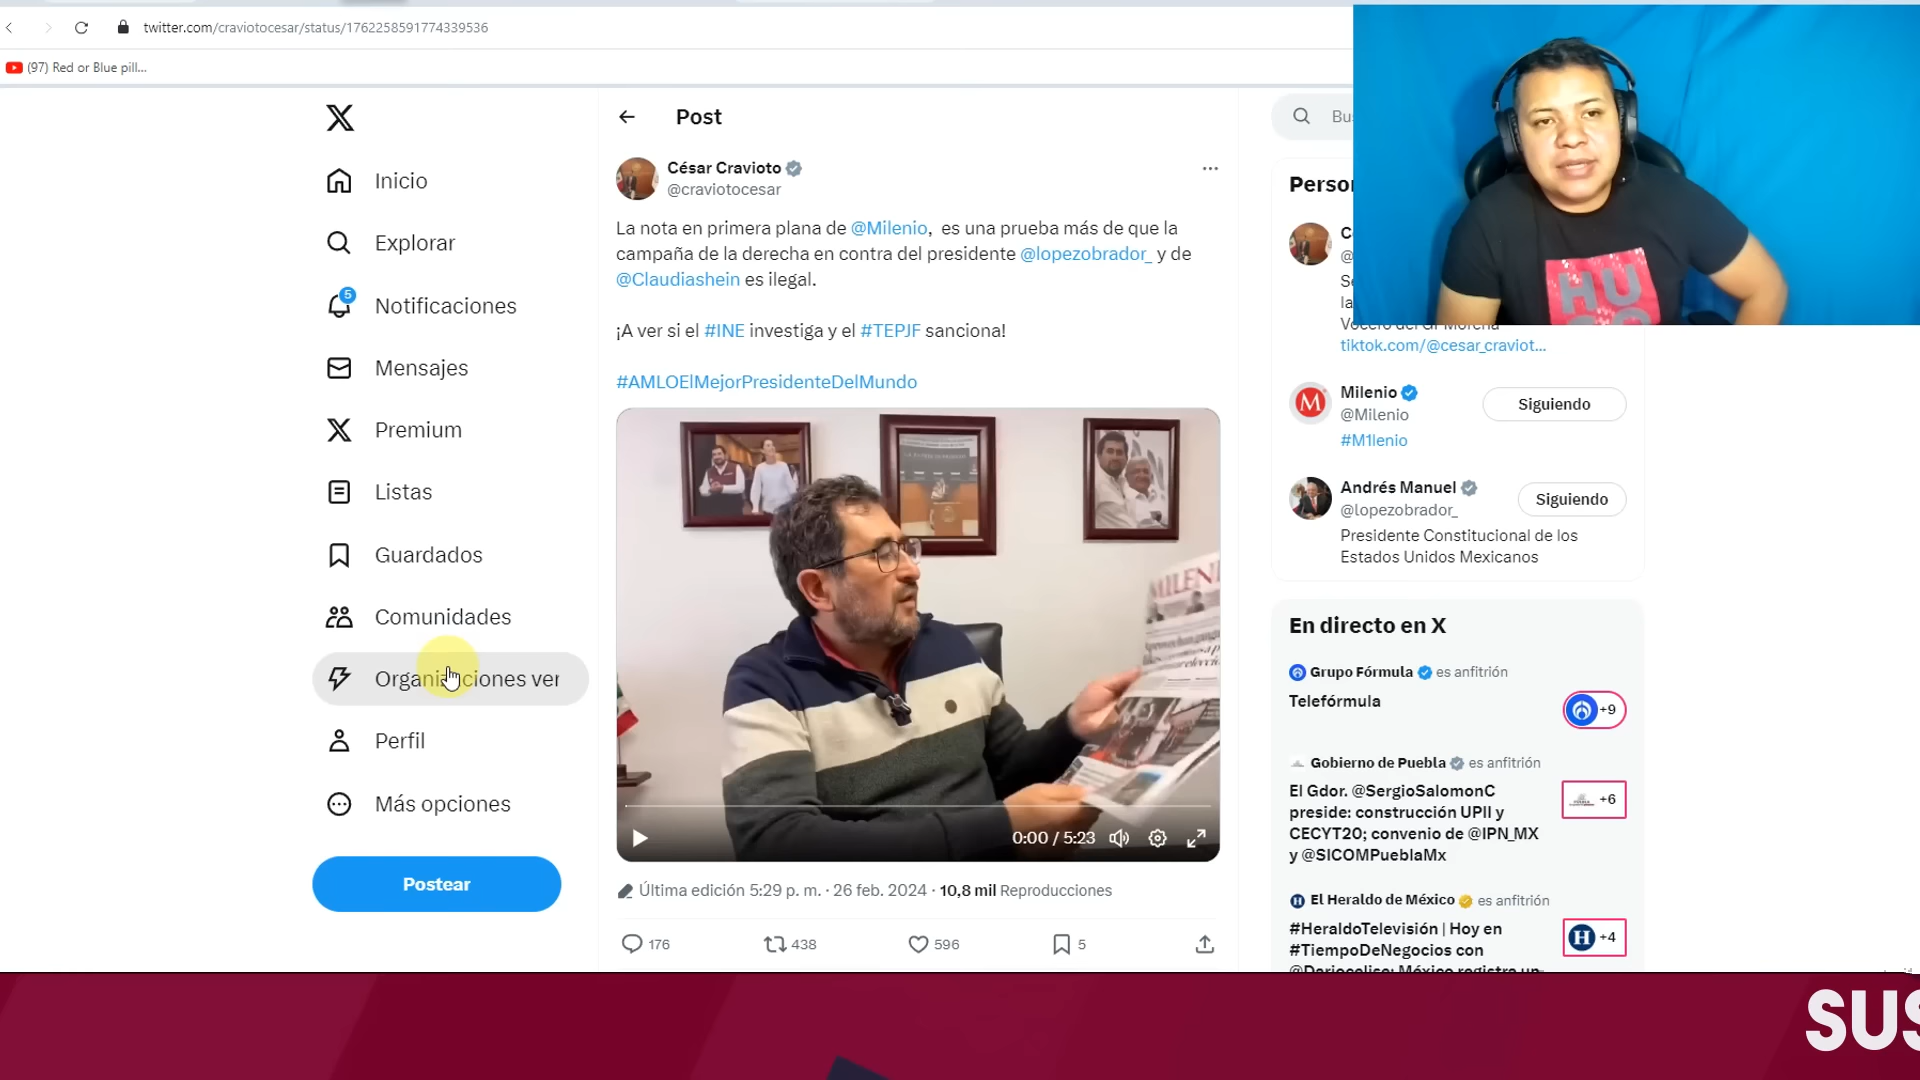 twitter.com/craviotocesar/status/1762258591774339536
(97) Red or Blue pill...
Inicio
Explorar
5
Notificaciones
Mensajes
Premium
Listas
Guardados
Comunidades
Perfil
Más opciones
Postear
Post
César Cravioto
@craviotocesar
La nota en primera plana de @Milenio, es una prueba más de que la
campaña de la derecha en contra del presidente @lopezobrador_ y de
@Claudiashein es ilegal.
¡A ver si el #INE investiga y el #TEPJF sanciona!
#AMLOElMejorPresidenteDelMundo
0:00 / 5:23
Última edición 5:29 p. m. · 26 feb. 2024 · 10,8 mil Reproducciones
176
438
596
5
tiktok.com/@cesar_craviot...
Milenio
@Milenio
#M1lenio
Siguiendo
Andrés Manuel
@lopezobrador_
Siguiendo
Presidente Constitucional de los
Estados Unidos Mexicanos
En directo en X
Grupo Fórmula es anfitrión
Telefórmula
+9
Gobierno de Puebla es anfitrión
El Gdor. @SergioSalomonC
preside: construcción UPII y
CECYT20; convenio de @IPN_MX
y @SICOMPueblaMx
+6
El Heraldo de México es anfitrión
#HeraldoTelevisión | Hoy en
#TiempoDeNegocios con
H +4
HU